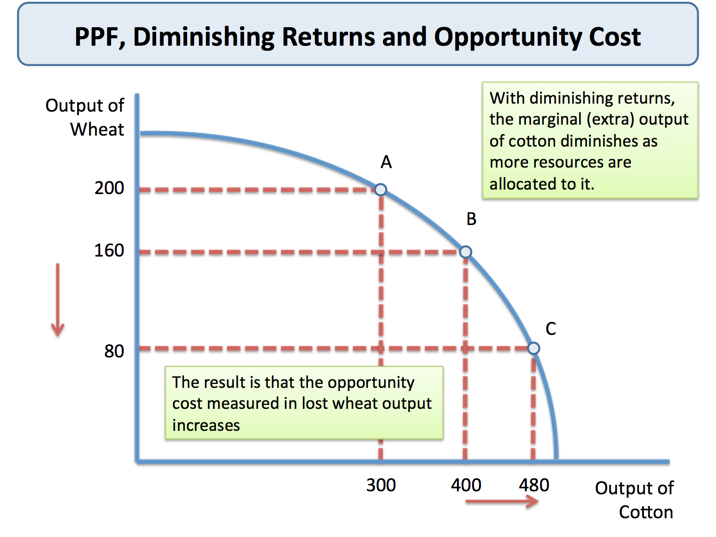 PPF, Diminishing Returns and Opportunity Cost
Output of
Wheat
With diminishing returns,
the marginal (extra) output
of cotton diminishes as
more resources are
allocated to it.
A
200
B
160
C
80
The result is that the opportunity
cost measured in lost wheat output
increases
300
400
480
Output of
Cotton